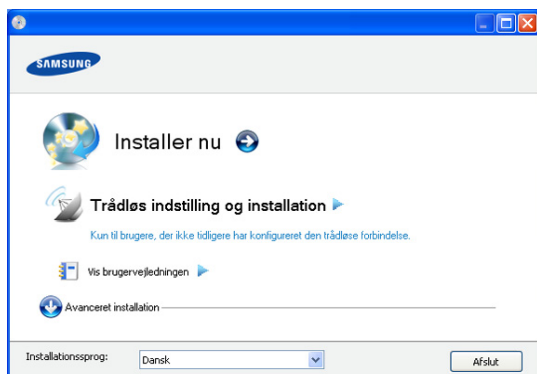 SAMSUNG
Installer nu
Trådløs indstilling og installation
Kun til brugere, der ikke tidligere har konfigureret den trådløse forbindelse.
Vis brugervejledningen
Avanceret installation
Installationssprog: Dansk Afslut